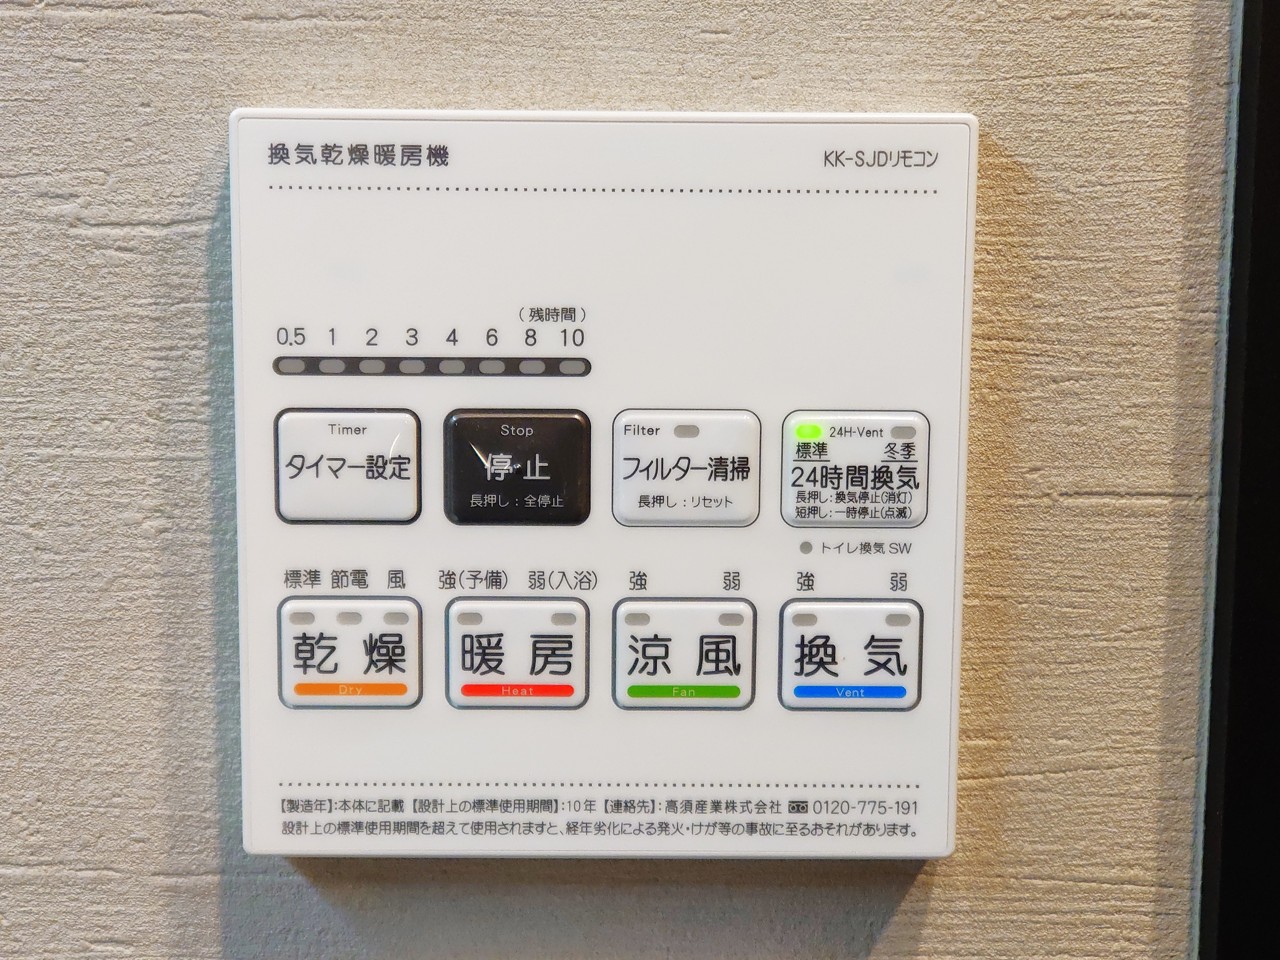 換気乾燥暖房機 KK-SJDリモコン
(残時間)
0.5 1 2 3 4 6 8 10
Timer
タイマー設定
Stop
停止
長押し:全停止
Filter
フィルター清掃
長押し:リセット
24H-Vent
標準 冬季
24時間換気
長押し:換気停止(消灯)
短押し:一時停止(点滅)
トイレ換気SW
標準 節電 風
乾燥
Dry
強(予備) 弱(入浴)
暖房
Heat
強 弱
涼風
Fan
強 弱
換気
Vent
【製造年】:本体に記載【設計上の標準使用期間】:10年【連絡先】:高須産業株式会社 0120-775-191
設計上の標準使用期間を超えて使用されますと、経年劣化による発火・けが等の事故に至るおそれがあります。